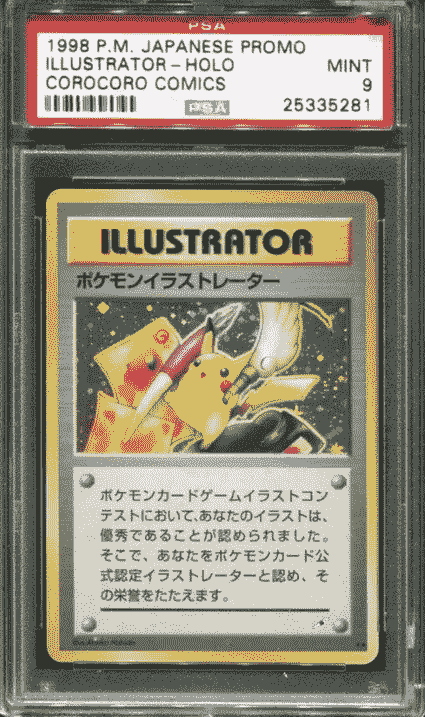 PSA
1998 P.M. JAPANESE PROMO
ILLUSTRATOR - HOLO MINT
COROCORO COMICS 9
PSA 25335281
ILLUSTRATOR
ポケモンイラストレーター
ポケモンカードゲームイラストコン
テストにおいて、あなたのイラストは、
優秀であることが認められました。
そこで、あなたをポケモンカード公
式認定イラストレーターと認め、そ
の栄誉をたたえます。